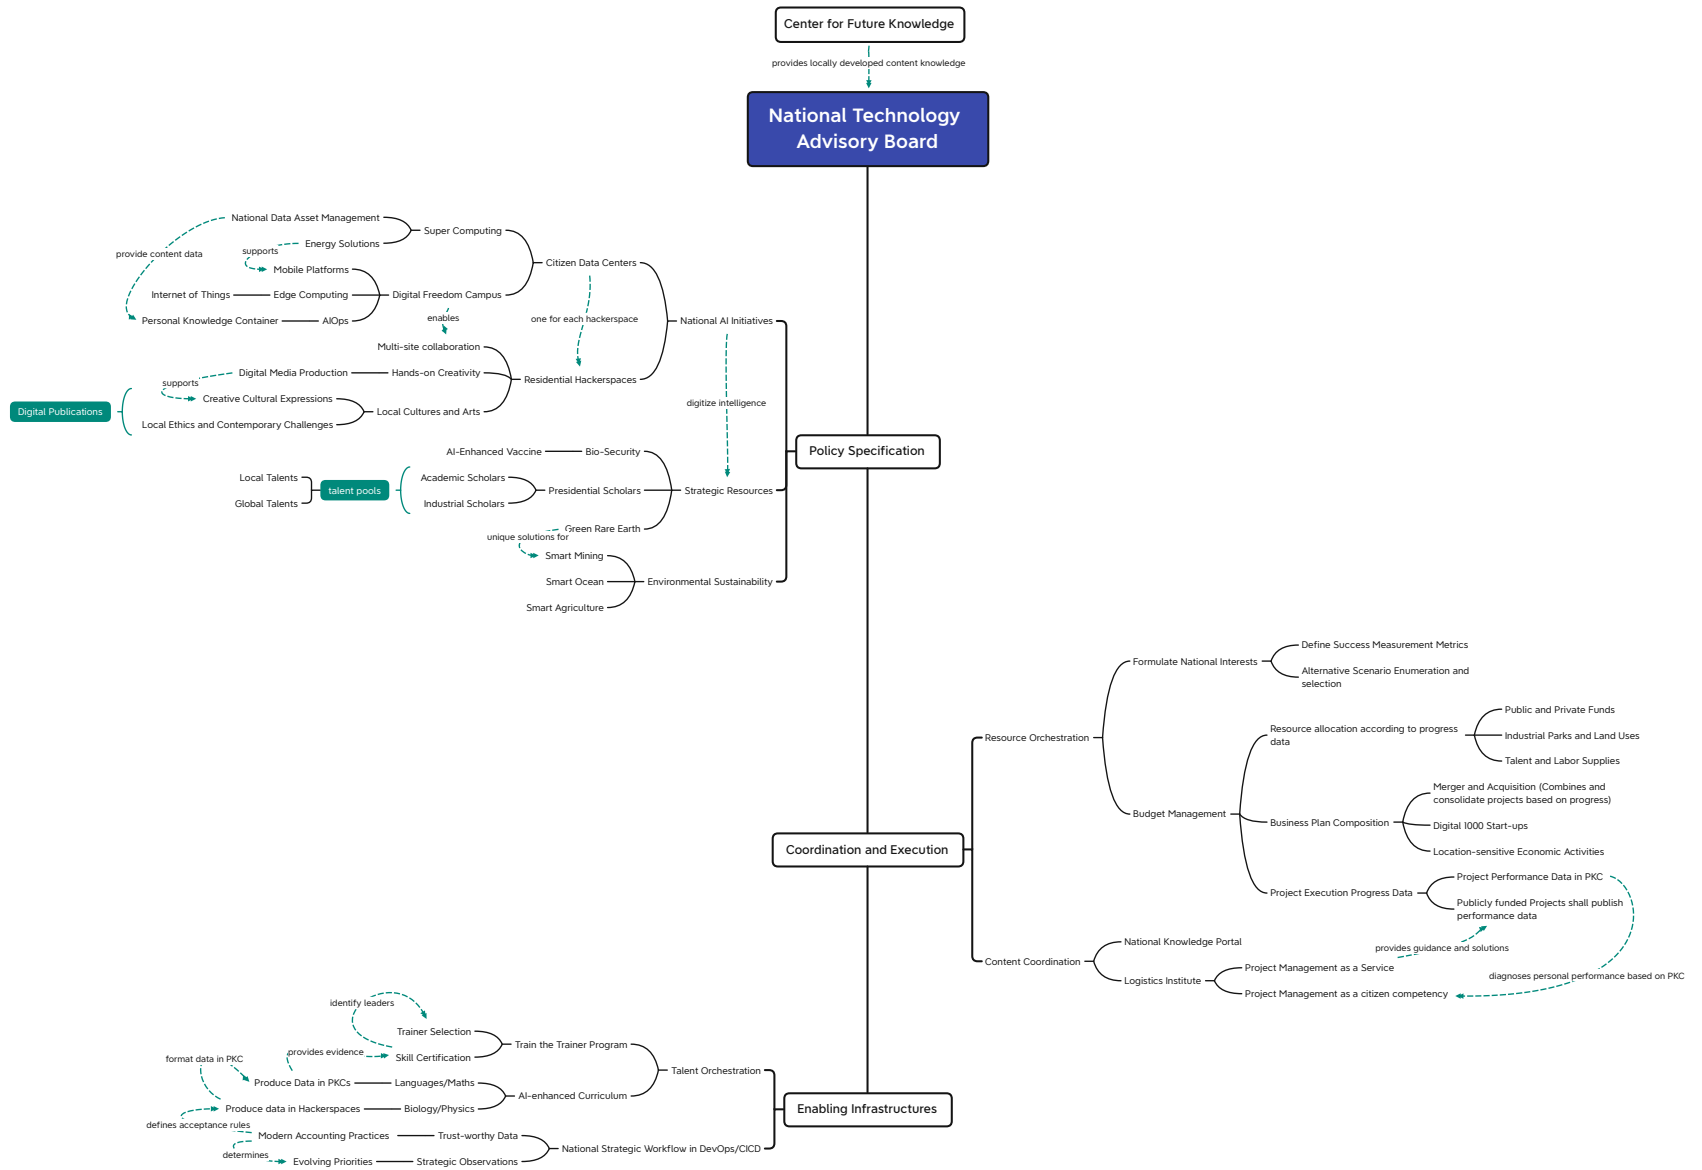 Center for Future Knowledge
provides locally developed content knowledge
National Technology
Advisory Board
National Data Asset Management
Super Computing
Energy Solutions
supports
provide content data
Citizen Data Centers
Mobile Platforms
Internet of Things
Edge Computing
Digital Freedom Campus
Personal Knowledge Container
AIOps
enables
one for each hackerspace
National AI Initiatives
Multi-site collaboration
Digital Media Production
Hands-on Creativity
Residential Hackerspaces
supports
Creative Cultural Expressions
Digital Publications
Local Cultures and Arts
Local Ethics and Contemporary Challenges
digitize intelligence
Policy Specification
AI-Enhanced Vaccine
Bio-Security
Local Talents
Academic Scholars
talent pools
Presidential Scholars
Strategic Resources
Global Talents
Industrial Scholars
Green Rare Earth
unique solutions for
Smart Mining
Smart Ocean
Environmental Sustainability
Smart Agriculture
Define Success Measurement Metrics
Formulate National Interests
Alternative Scenario Enumeration and
selection
Public and Private Funds
Resource allocation according to progress
data
Industrial Parks and Land Uses
Resource Orchestration
Talent and Labor Supplies
Merger and Acquisition (Combines and
consolidate projects based on progress)
Budget Management
Business Plan Composition
Digital 1000 Start-ups
Coordination and Execution
Location-sensitive Economic Activities
Project Performance Data in PKC
Project Execution Progress Data
Publicly funded Projects shall publish
performance data
National Knowledge Portal
provides guidance and solutions
Content Coordination
Project Management as a Service
diagnoses personal performance based on PKC
Logistics Institute
Project Management as a citizen competency
identify leaders
Trainer Selection
Train the Trainer Program
provides evidence
Skill Certification
format data in PKC
Talent Orchestration
Produce Data in PKCs
Languages/Maths
AI-enhanced Curriculum
Produce data in Hackerspaces
Biology/Physics
Enabling Infrastructures
defines acceptance rules
Modern Accounting Practices
Trust-worthy Data
National Strategic Workflow in DevOps/CICD
determines
Evolving Priorities
Strategic Observations